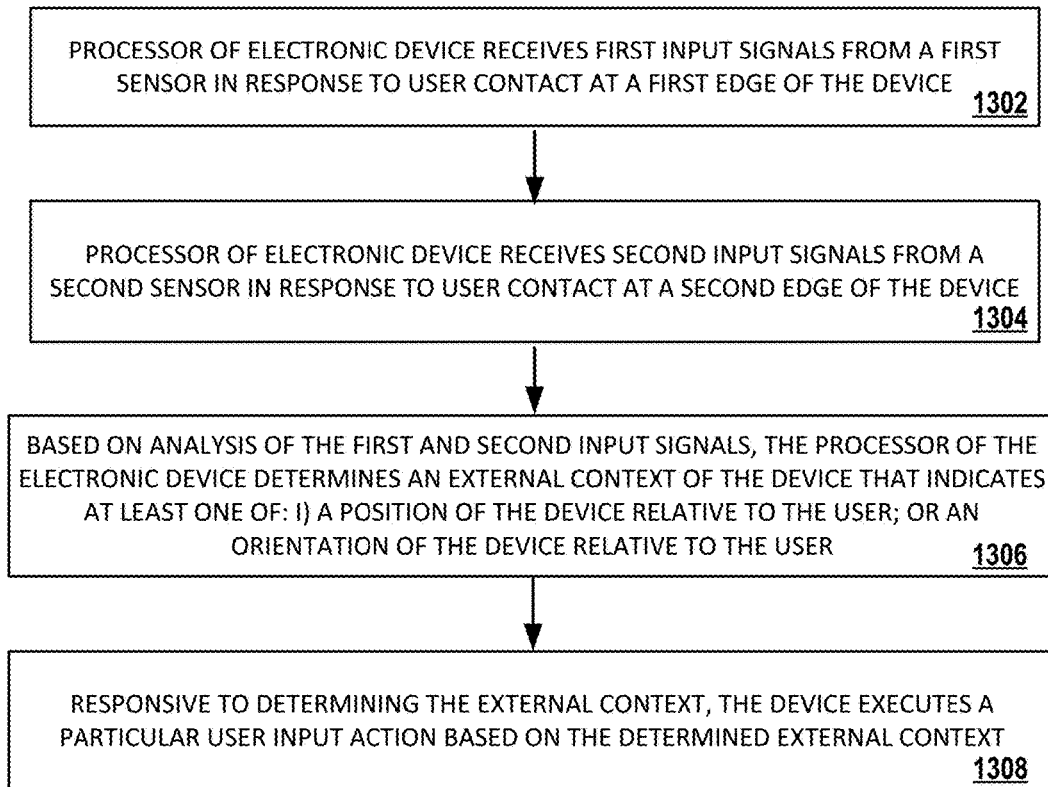 PROCESSOR OF ELECTRONIC DEVICE RECEIVES FIRST INPUT SIGNALS FROM A FIRST
SENSOR IN RESPONSE TO USER CONTACT AT A FIRST EDGE OF THE DEVICE
1302
PROCESSOR OF ELECTRONIC DEVICE RECEIVES SECOND INPUT SIGNALS FROM A
SECOND SENSOR IN RESPONSE TO USER CONTACT AT A SECOND EDGE OF THE DEVICE
1304
BASED ON ANALYSIS OF THE FIRST AND SECOND INPUT SIGNALS, THE PROCESSOR OF THE
ELECTRONIC DEVICE DETERMINES AN EXTERNAL CONTEXT OF THE DEVICE THAT INDICATES
AT LEAST ONE OF: I) A POSITION OF THE DEVICE RELATIVE TO THE USER; OR AN
ORIENTATION OF THE DEVICE RELATIVE TO THE USER
1306
RESPONSIVE TO DETERMINING THE EXTERNAL CONTEXT, THE DEVICE EXECUTES A
PARTICULAR USER INPUT ACTION BASED ON THE DETERMINED EXTERNAL CONTEXT
1308